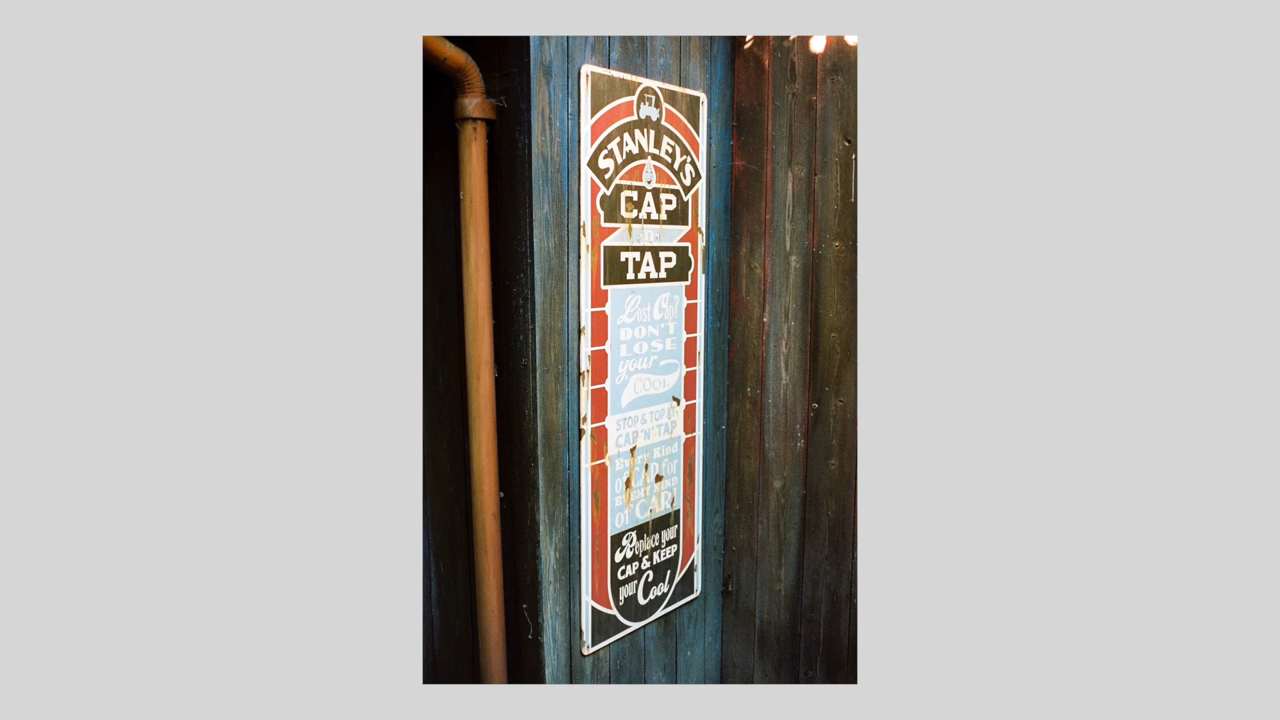 STANLEY'S
CAP
'n'
TAP
Lost Cap?
DON'T
LOSE
your
COOL
STOP & TOP AT
CAP 'N' TAP
Every Kind
of CAP for
EVERY KIND
of CAR!
Replace your
CAP & KEEP
your Cool